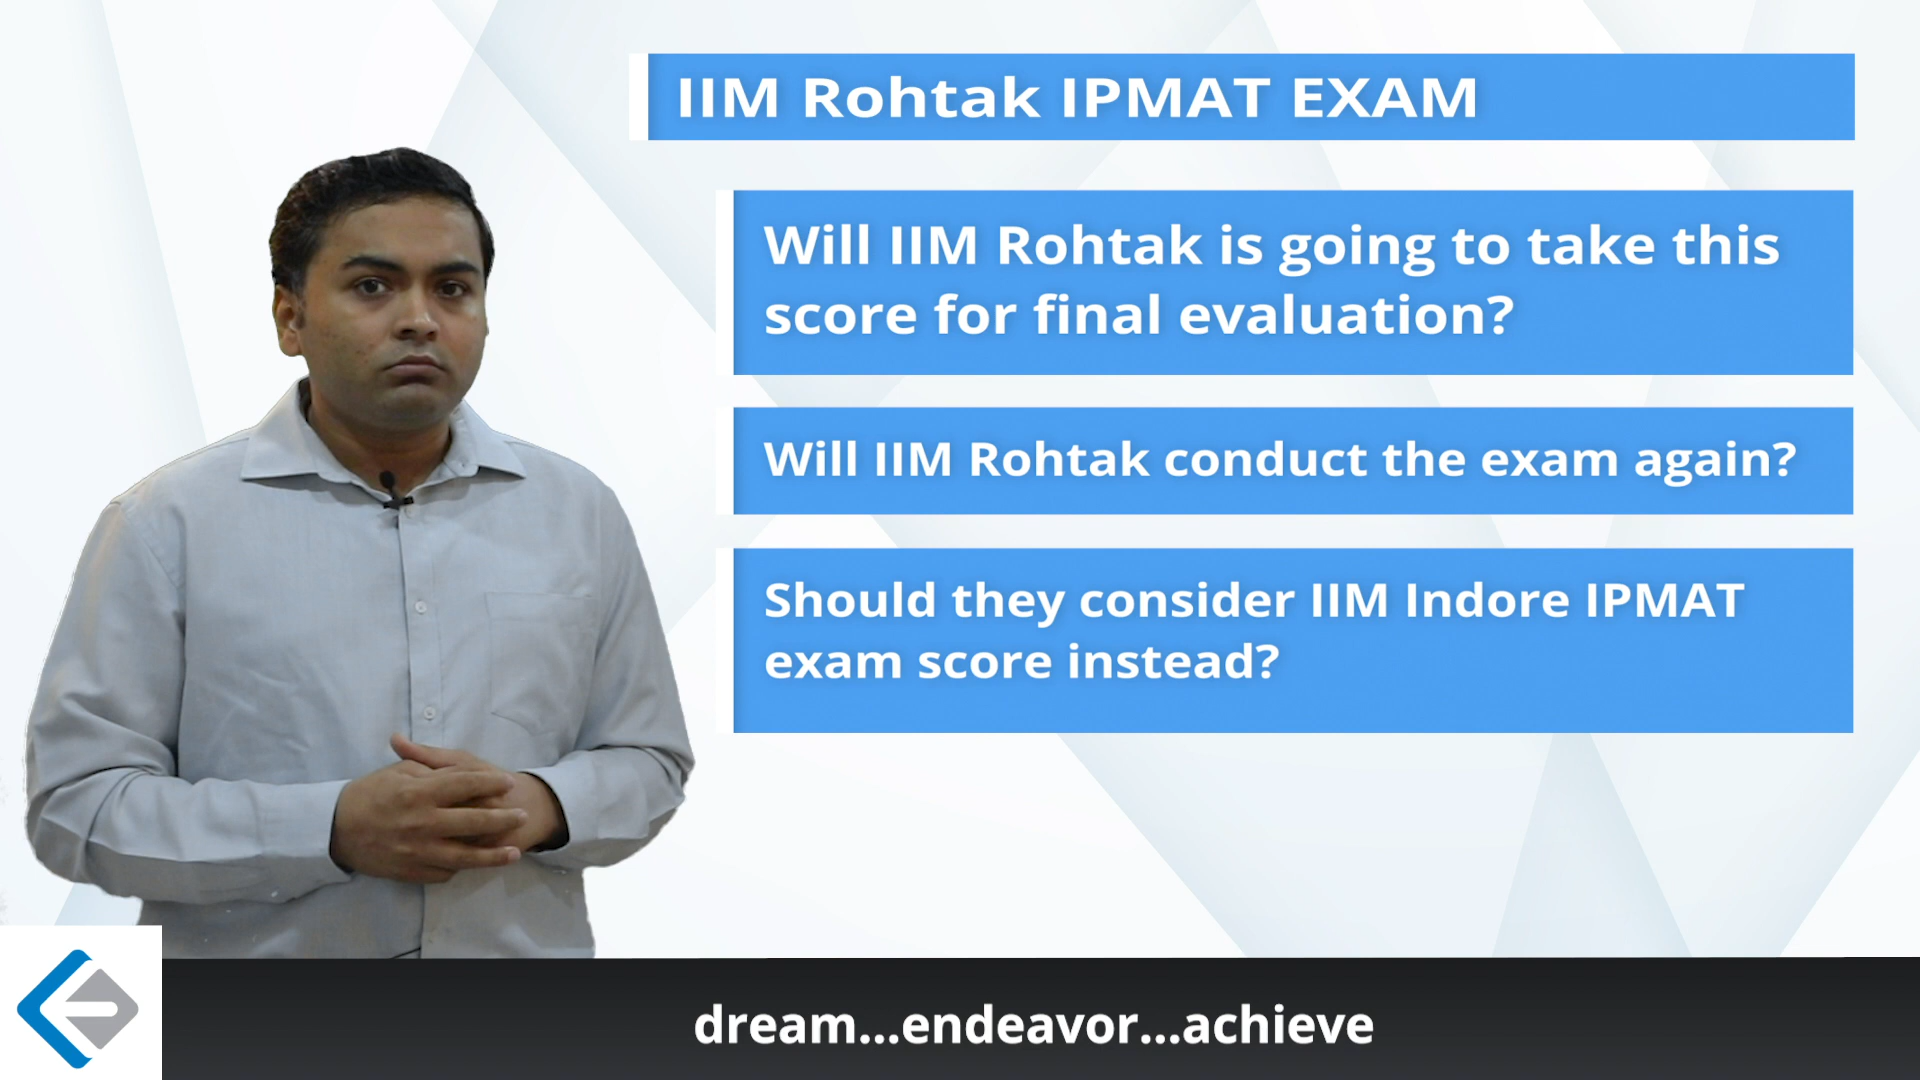 IIM Rohtak IPMAT EXAM
Will IIM Rohtak is going to take this
score for final evaluation?
Will IIM Rohtak conduct the exam again?
Should they consider IIM Indore IPMAT
exam score instead?
dream...endeavor...achieve